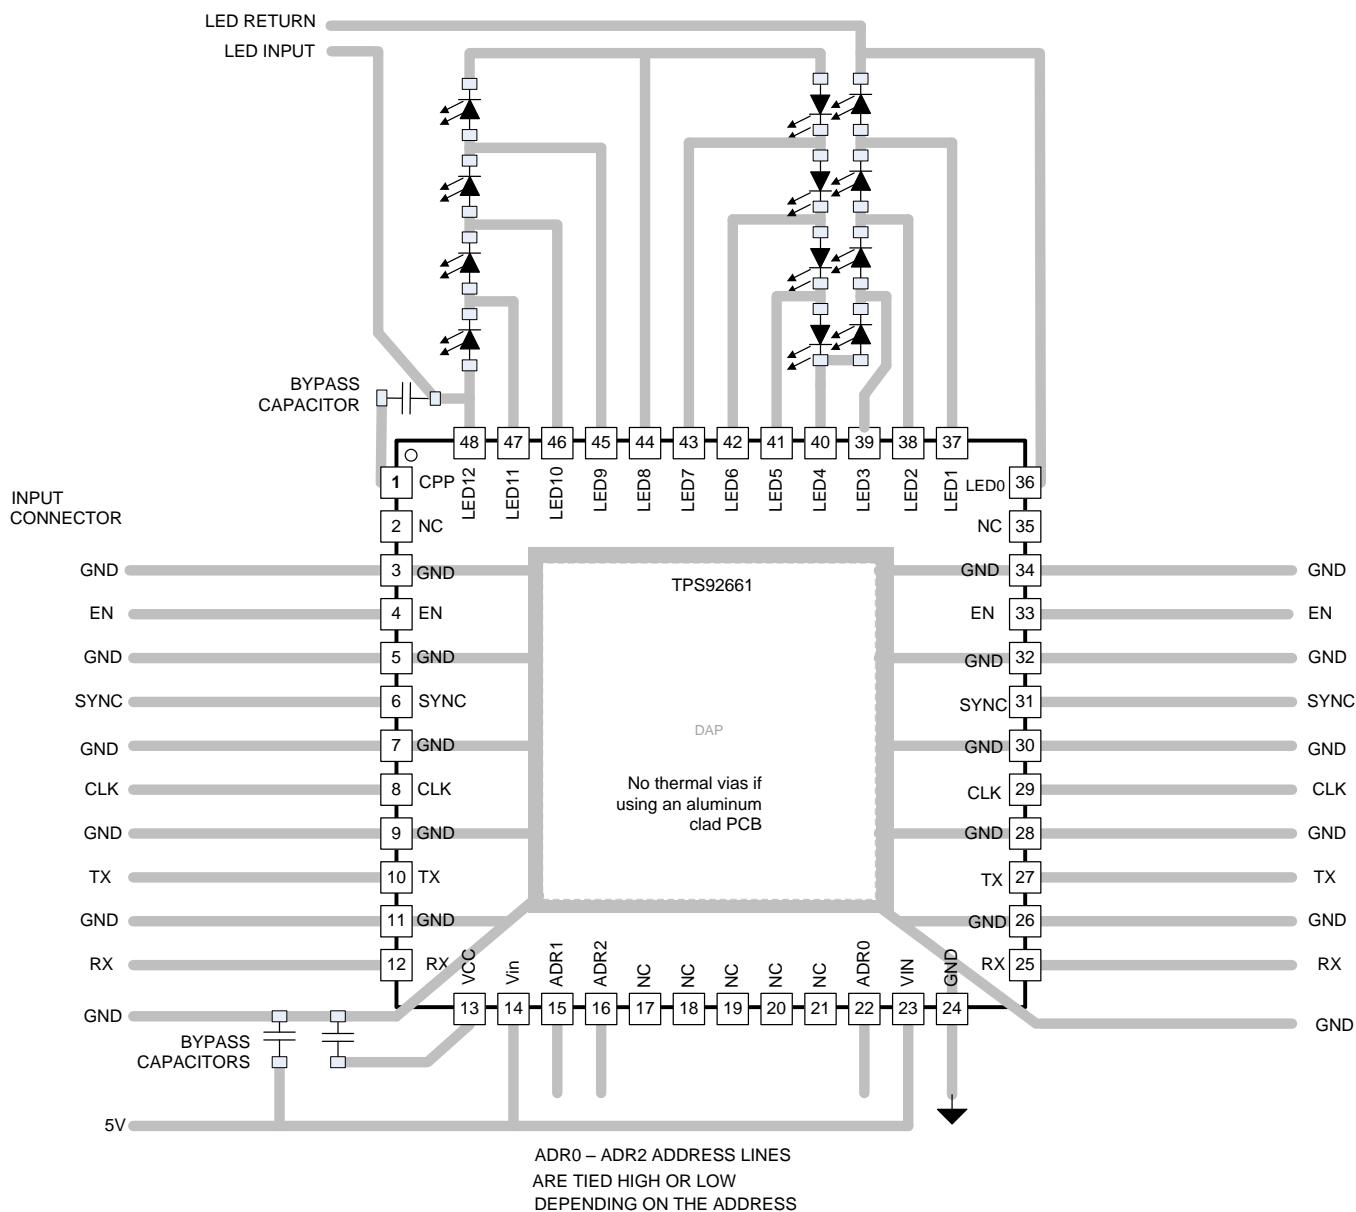 LED RETURN
LED INPUT
BYPASS
CAPACITOR
48
47
46
45
44
43
42
41
40
39
38
37
LED12
LED11
LED10
LED9
LED8
LED7
LED6
LED5
LED4
LED3
LED2
LED1
1 CPP
LED0 36
INPUT
CONNECTOR
2 NC
NC 35
GND 3 GND
GND 34 GND
TPS92661
EN 4 EN
EN 33 EN
GND 5 GND
GND 32 GND
SYNC 6 SYNC
SYNC 31 SYNC
DAP
GND 7 GND
GND 30 GND
CLK 8 CLK
CLK 29 CLK
No thermal vias if
using an aluminum
clad PCB
GND 9 GND
GND 28 GND
TX 10 TX
TX 27 TX
GND 11 GND
GND 26 GND
RX 12 RX
RX 25 RX
VCC
Vin
ADR1
ADR2
NC
NC
NC
NC
NC
ADR0
VIN
GND
13
14
15
16
17
18
19
20
21
22
23
24
GND
GND
BYPASS
CAPACITORS
5V
ADR0 – ADR2 ADDRESS LINES
ARE TIED HIGH OR LOW
DEPENDING ON THE ADDRESS